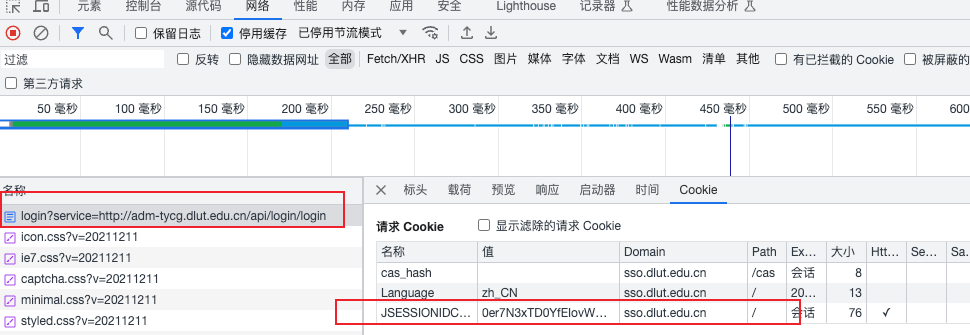 元素 控制台 源代码 网络 性能 内存 应用 安全 Lighthouse 记录器 性能数据分析
保留日志 停用缓存 已停用节流模式
过滤 反转 隐藏数据网址 全部 Fetch/XHR JS CSS 图片 媒体 字体 文档 WS Wasm 清单 其他 有已拦截的 Cookie 被屏蔽的
第三方请求
50 毫秒 100 毫秒 150 毫秒 200 毫秒 250 毫秒 300 毫秒 350 毫秒 400 毫秒 450 毫秒 500 毫秒 550 毫秒 600
名称 标头 载荷 预览 响应 启动器 时间 Cookie
login?service=http://adm-tycg.dlut.edu.cn/api/login/login
icon.css?v=20211211
ie7.css?v=20211211
captcha.css?v=20211211
minimal.css?v=20211211
styled.css?v=20211211
请求 Cookie 显示滤除的请求 Cookie
名称 值 Domain Path Ex... 大小 Htt... Se... Sa...
cas_hash sso.dlut.edu.cn /cas 会话 8
Language zh_CN sso.dlut.edu.cn / 20... 13
JSESSIONIDC... 0er7N3xTD0YfEIovW... sso.dlut.edu.cn / 会话 76 ✓